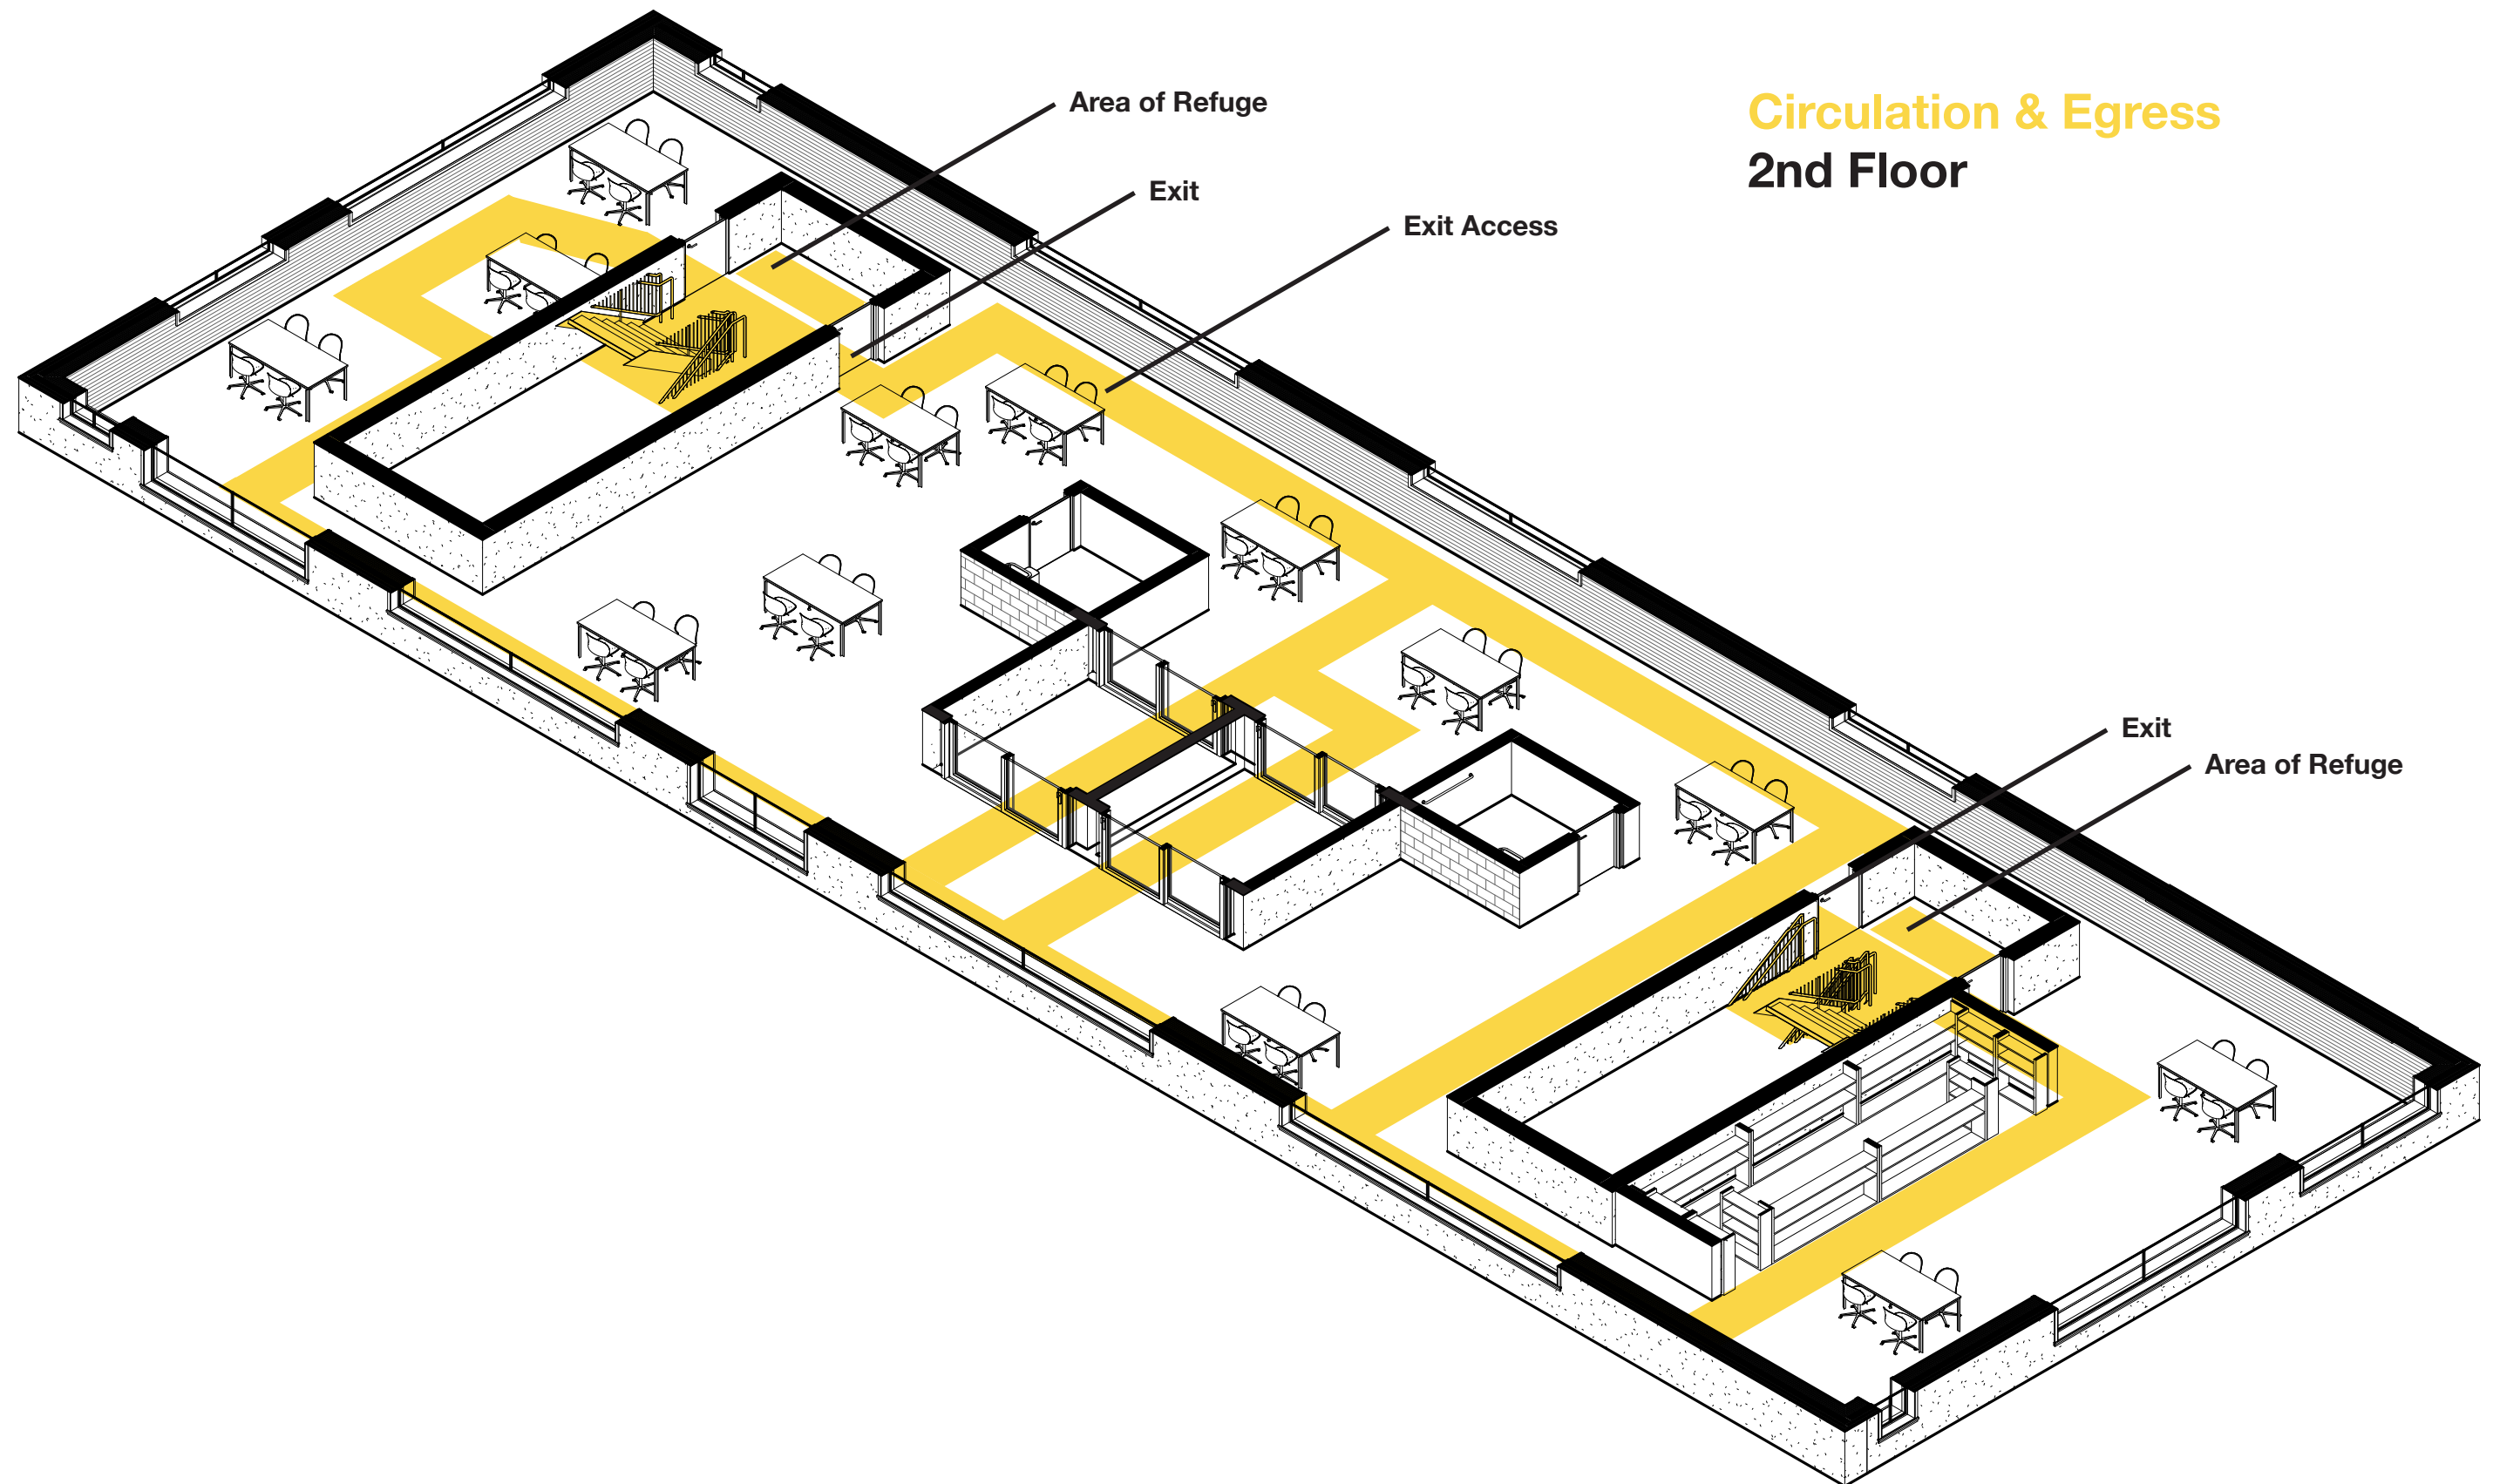 Circulation & Egress
2nd Floor
Area of Refuge
Exit
Exit Access
Exit
Area of Refuge